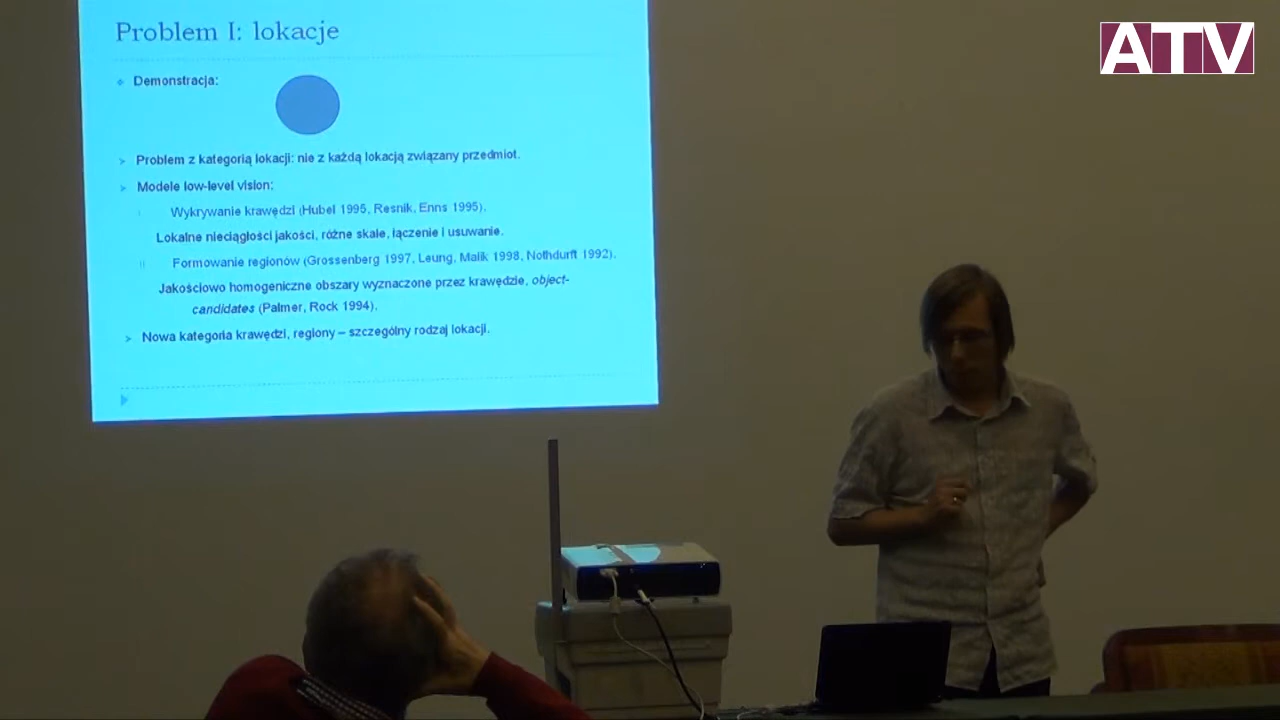 Problem I: lokacje
Demonstracja:
Problem z kategorią lokacji: nie z każdą lokacją związany przedmiot.
Modele low-level vision:
I Wykrywanie krawędzi (Hubel 1995, Resnik, Enns 1995).
Lokalne nieciągłości jakości, różne skale, łączenie i usuwanie.
II Formowanie regionów (Grossenberg 1997, Leung, Malik 1998, Nothdurft 1992).
Jakościowo homogeniczne obszary wyznaczone przez krawędzie, object-
candidates (Palmer, Rock 1994).
Nowa kategoria krawędzi, regiony – szczególny rodzaj lokacji.
ATV